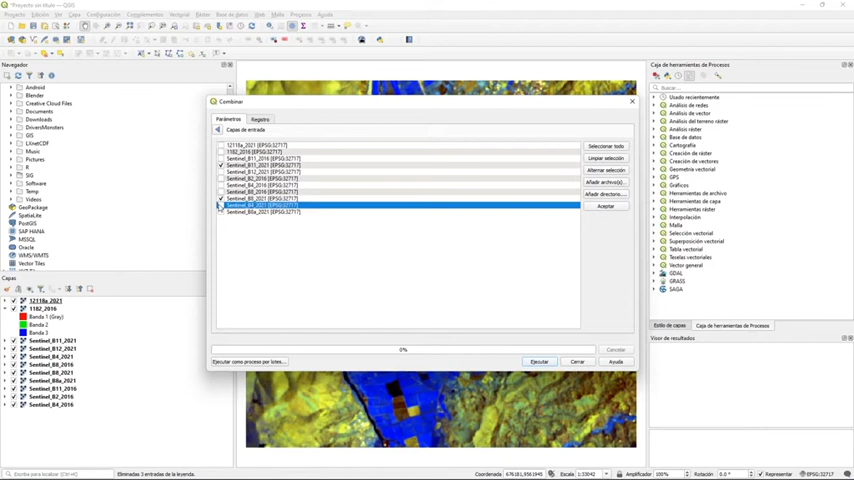 *Proyecto sin título — QGIS
Proyecto Edición Ver Capa Configuración Complementos Vectorial Ráster Base de datos Web Malla Procesos Ayuda
Navegador
Android
Blender
Creative Cloud Files
Documents
Downloads
DriversMonsters
GIS
LXnetCDF
Music
Pictures
R
SIG
Software
Temp
Videos
GeoPackage
SpatiaLite
PostGIS
SAP HANA
MSSQL
Oracle
WMS/WMTS
Vector Tiles
Capas
12118a_2021
1182_2016
Banda 1 (Gray)
Banda 2
Banda 3
Sentinel_B11_2021
Sentinel_B12_2021
Sentinel_B4_2021
Sentinel_B8_2016
Sentinel_B8_2021
Sentinel_B8a_2021
Sentinel_B11_2016
Sentinel_B2_2016
Sentinel_B4_2016
Combinar
Parámetros Registro
Capas de entrada
12118a_2021 [EPSG:32717]
1182_2016 [EPSG:32717]
Sentinel_B11_2016 [EPSG:32717]
Sentinel_B11_2021 [EPSG:32717]
Sentinel_B12_2021 [EPSG:32717]
Sentinel_B2_2016 [EPSG:32717]
Sentinel_B4_2016 [EPSG:32717]
Sentinel_B8_2016 [EPSG:32717]
Sentinel_B8_2021 [EPSG:32717]
Sentinel_B8a_2021 [EPSG:32717]
Seleccionar todo
Limpiar selección
Alternar selección
Añadir archivo(s)...
Añadir directorio...
Aceptar
0%
Cancelar
Ejecutar como proceso por lotes...
Ejecutar
Cerrar
Ayuda
Caja de herramientas de Procesos
Buscar...
Usado recientemente
Análisis de redes
Análisis de vector
Análisis del terreno ráster
Análisis ráster
Base de datos
Cartografía
Creación de ráster
Creación de vectores
Geometría vectorial
GPS
Gráficos
Herramientas de capa
Herramientas ráster
Interpolación
Malla
Selección vectorial
Superposición vectorial
Tabla vectorial
Teselas vectoriales
Vector general
GDAL
GRASS
SAGA
Estilo de capas
Caja de herramientas de Procesos
Visor de resultados
Escribe para localizar (Ctrl+K)
Eliminadas 3 entradas de la leyenda.
Coordenada 676181,9561945
Escala 1:33042
Amplificador 100%
Rotación 0.0 °
Representar
EPSG:32717